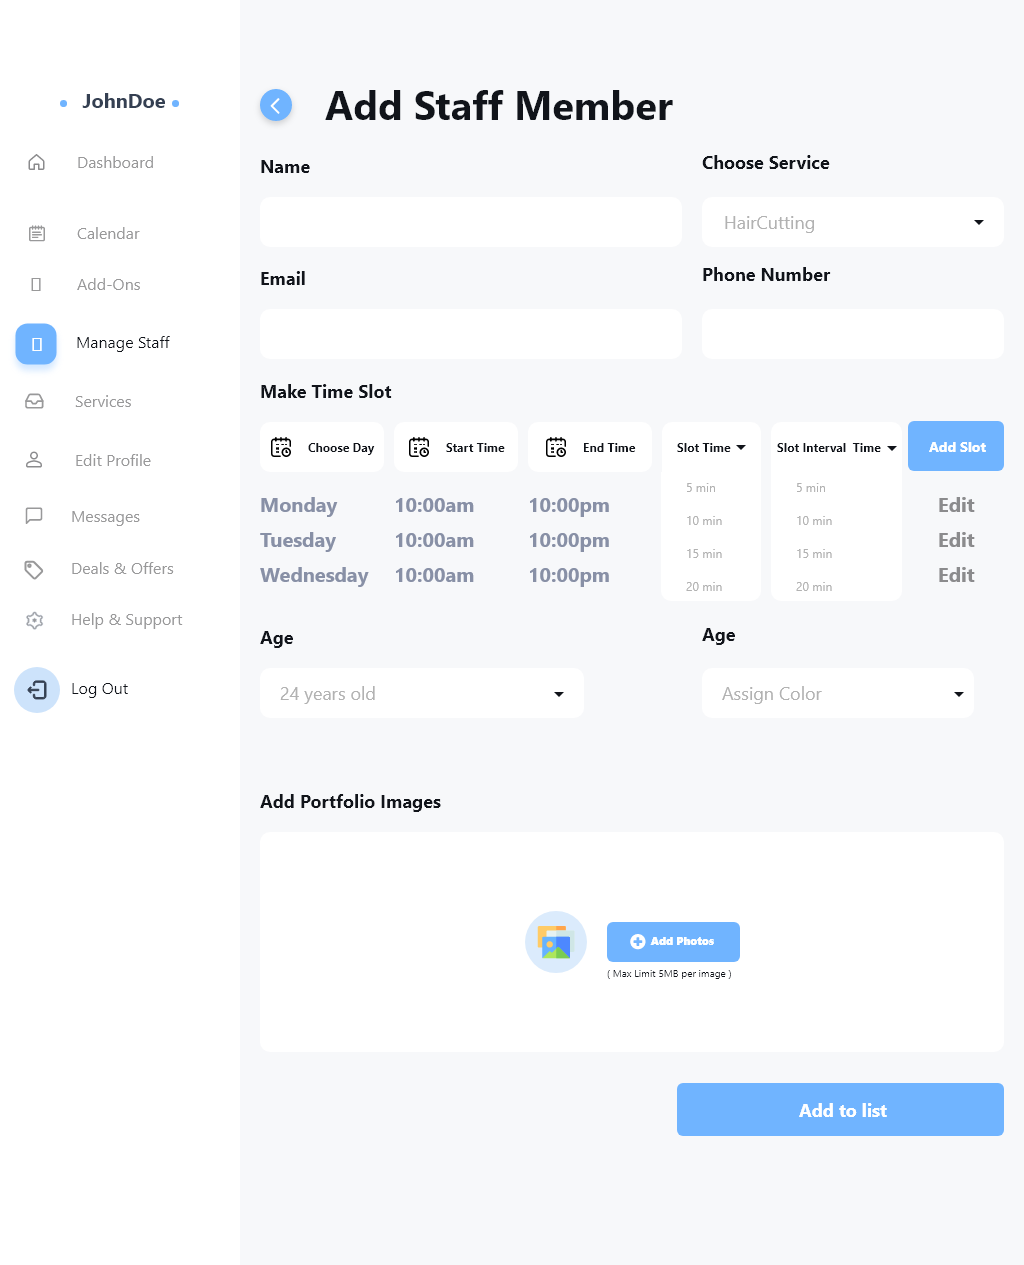 JohnDoe
Dashboard
Calendar
Add-Ons
Manage Staff
Services
Edit Profile
Messages
Deals & Offers
Help & Support
Log Out
Add Staff Member
Name
Choose Service
HairCutting
Email
Phone Number
Make Time Slot
Choose Day
Start Time
End Time
Slot Time
Slot Interval Time
Add Slot
5 min
5 min
Monday 10:00am 10:00pm
Edit
10 min
10 min
Tuesday 10:00am 10:00pm
Edit
15 min
15 min
Wednesday 10:00am 10:00pm
Edit
20 min
20 min
Age
Age
24 years old
Assign Color
Add Portfolio Images
Add Photos
( Max Limit 5MB per image )
Add to list